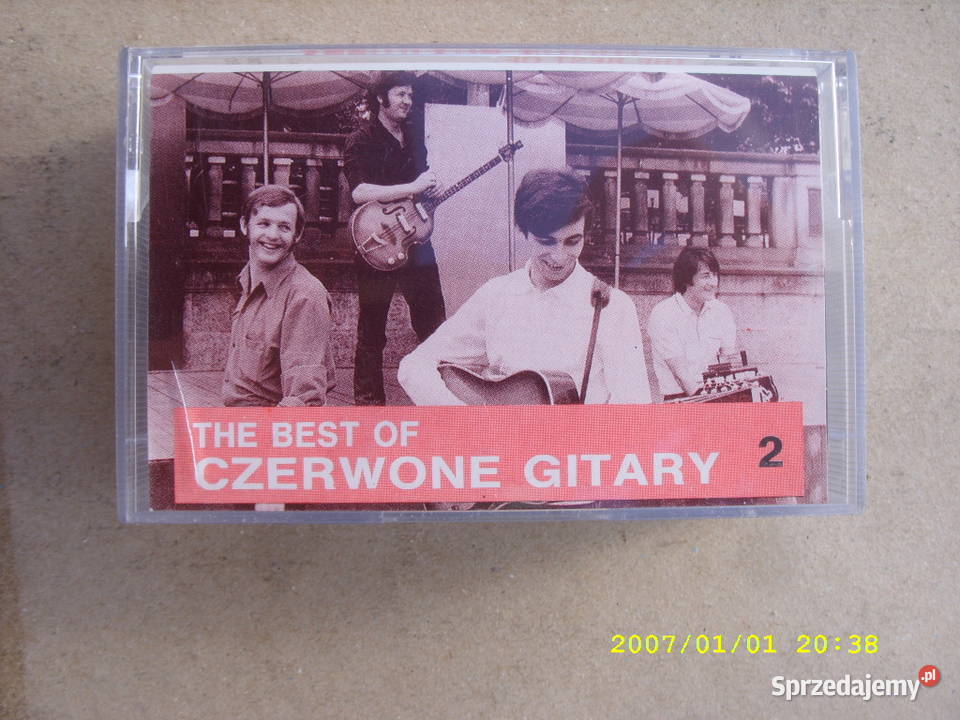 THE BEST OF
CZERWONE GITARY
2
2007/01/01 20:38
Sprzedajemy.pl